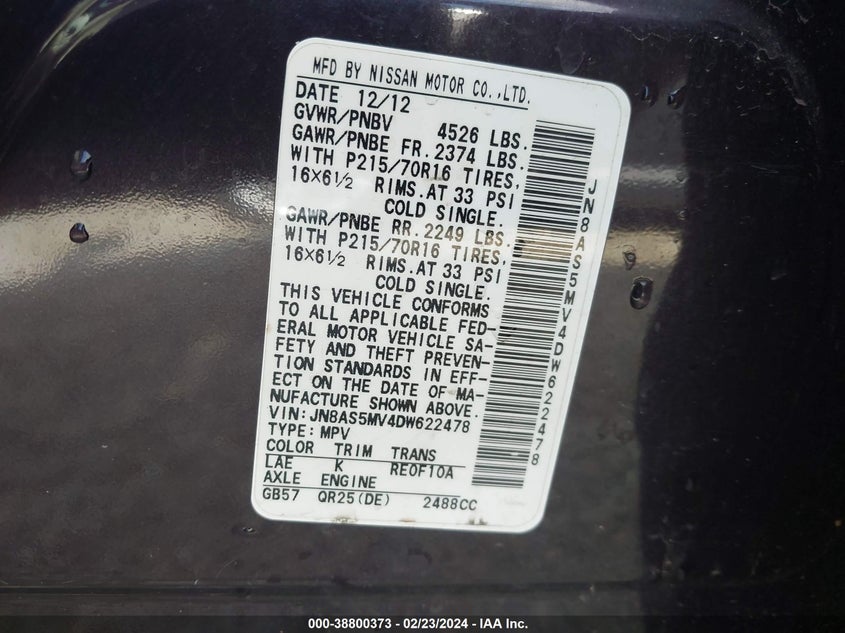 MFD BY NISSAN MOTOR CO.,LTD.
DATE 12/12
GVWR/PNBV 4526 LBS.
GAWR/PNBE FR. 2374 LBS.
WITH P215/70R16 TIRES,
16×6½ RIMS.AT 33 PSI
COLD SINGLE.
GAWR/PNBE RR. 2249 LBS.
WITH P215/70R16 TIRES,
16×6½ RIMS.AT 33 PSI
COLD SINGLE.
THIS VEHICLE CONFORMS
TO ALL APPLICABLE FED-
ERAL MOTOR VEHICLE SA-
FETY AND THEFT PREVEN-
TION STANDARDS IN EFF-
ECT ON THE DATE OF MA-
NUFACTURE SHOWN ABOVE.
VIN:JN8AS5MV4DW622478
TYPE:MPV
COLOR TRIM TRANS
LAE K RE0F10A
AXLE ENGINE
GB57 QR25(DE) 2488CC
JN8AS5MV4DW622478
000-38800373 - 02/23/2024 - IAA Inc.